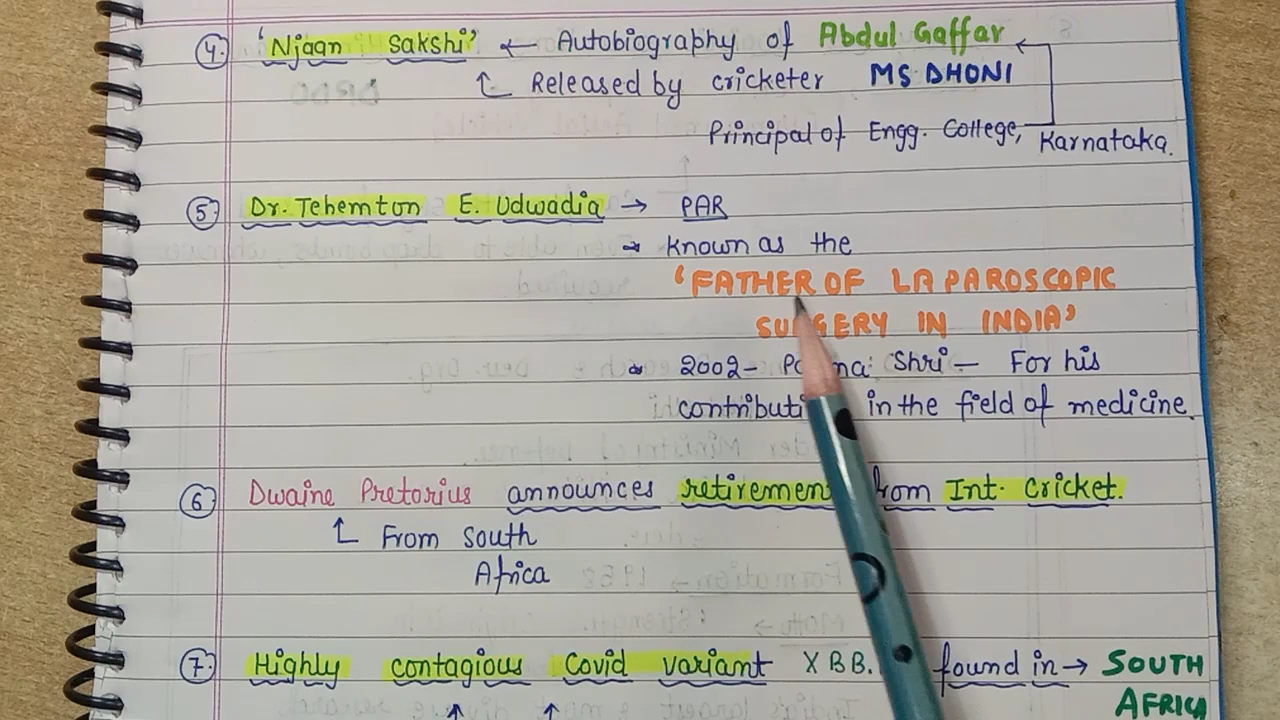 4. 'Njaan Sakshi' ← Autobiography of Abdul Gaffar
Released by cricketer MS DHONI
Principal of Engg. College, Karnataka.
5 Dr. Tehemton E. Udwadia → PAR
known as the
'FATHER OF LAPAROSCOPIC
SURGERY IN INDIA'
2002- Shri — For his
in the field of medicine.
6 Dwaine Pretorius announces retirement from Int. Cricket.
From South
Africa
7. Highly contagious Covid variant XBB. found in → SOUTH
AFRICA